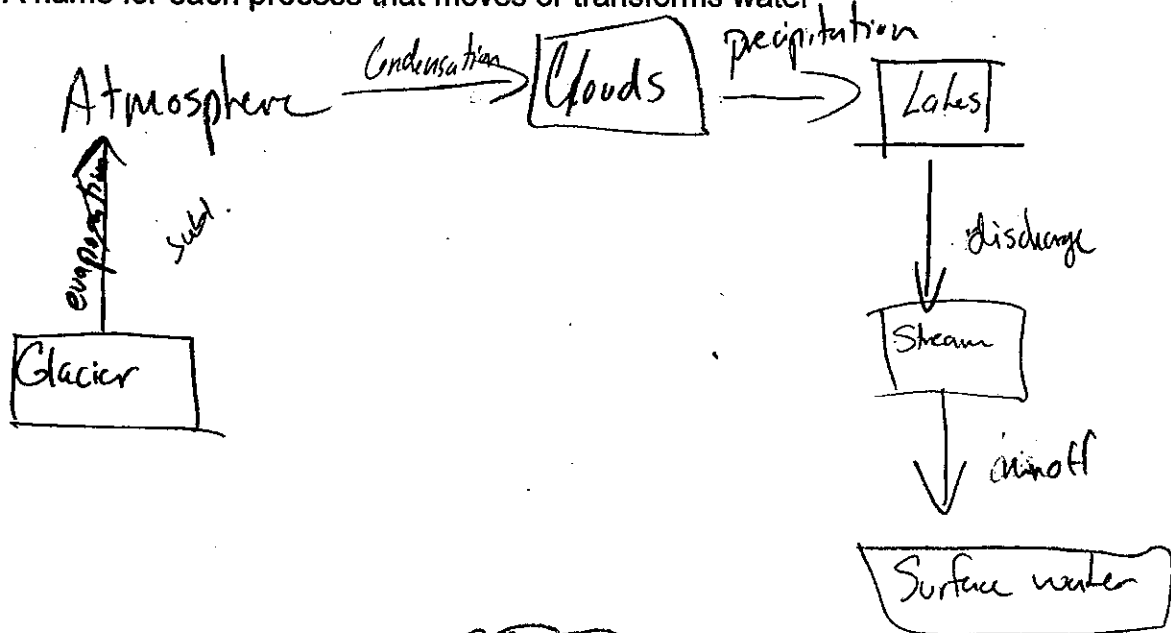 A name for each process that moves or transforms water
Atmosphere
Condensation
Clouds
precipitation
Lakes
evaporation
subl.
discharge
Glacier
Stream
runoff
Surface water